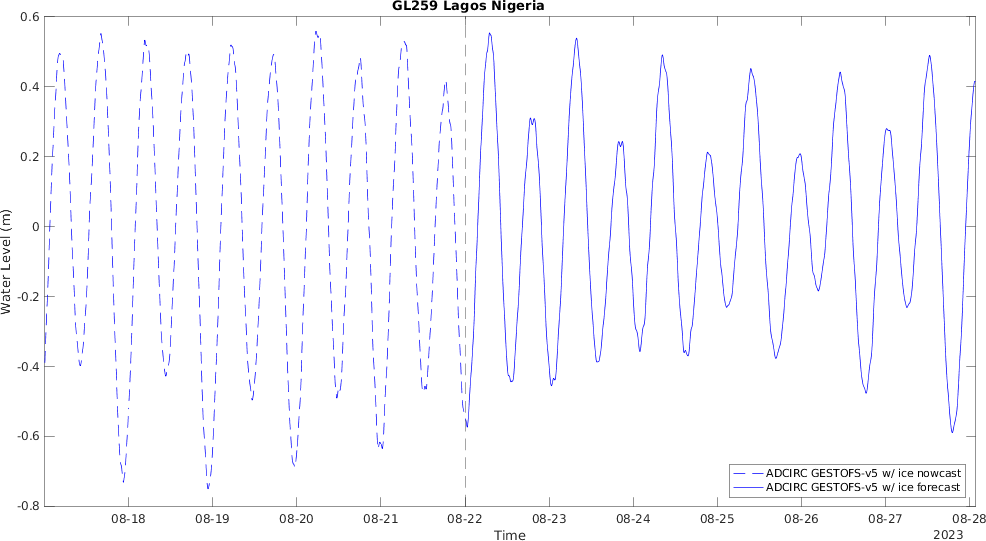 GL259 Lagos Nigeria
0.6
0.4
0.2
0
-0.2
-0.4
-0.6
-0.8
Water Level (m)
08-18 08-19 08-20 08-21 08-22 08-23 08-24 08-25 08-26 08-27 08-28
Time
2023
ADCIRC GESTOFS-v5 w/ ice nowcast
ADCIRC GESTOFS-v5 w/ ice forecast